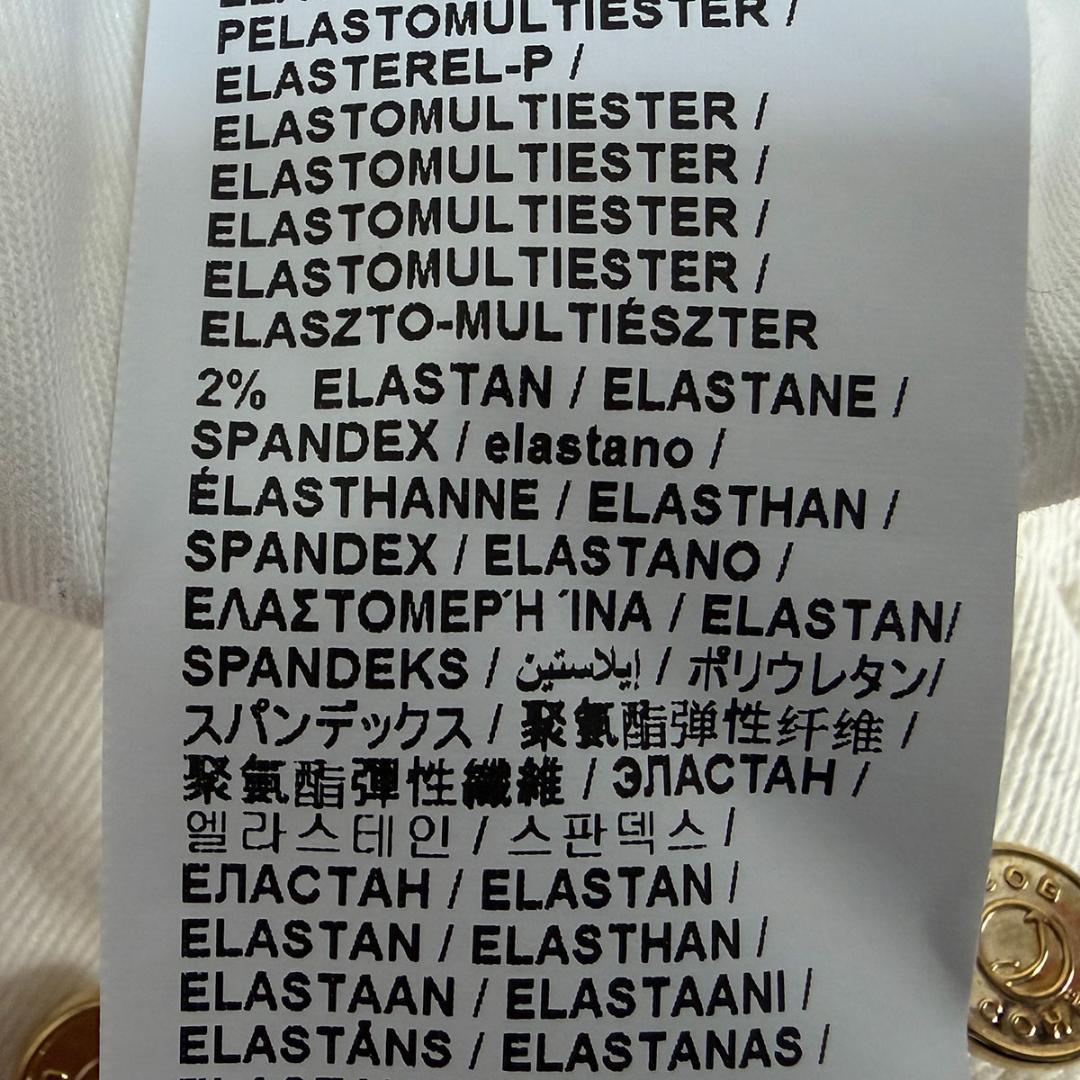 PELASTOMULTIESTER /
ELASTEREL-P /
ELASTOMULTIESTER /
ELASTOMULTIESTER /
ELASTOMULTIESTER /
ELASTOMULTIESTER /
ELASZTO-MULTIÉSZTER
2% ELASTAN / ELASTANE /
SPANDEX / elastano /
ÉLASTHANNE / ELASTHAN /
SPANDEX / ELASTANO /
ΕΛΑΣΤΟΜΕΡΉ ΊΝΑ / ELASTAN/
SPANDEKS / إيلاستين / ポリウレタン/
スパンデックス / 聚氨酯弹性纤维 /
聚氨酯彈性纖維 / ЭЛАСТАН /
엘라스테인 / 스판덱스 /
ЕЛАСТАН / ELASTAN /
ELASTAN / ELASTHAN /
ELASTAAN / ELASTAANI /
ELASTĀNS / ELASTANAS /